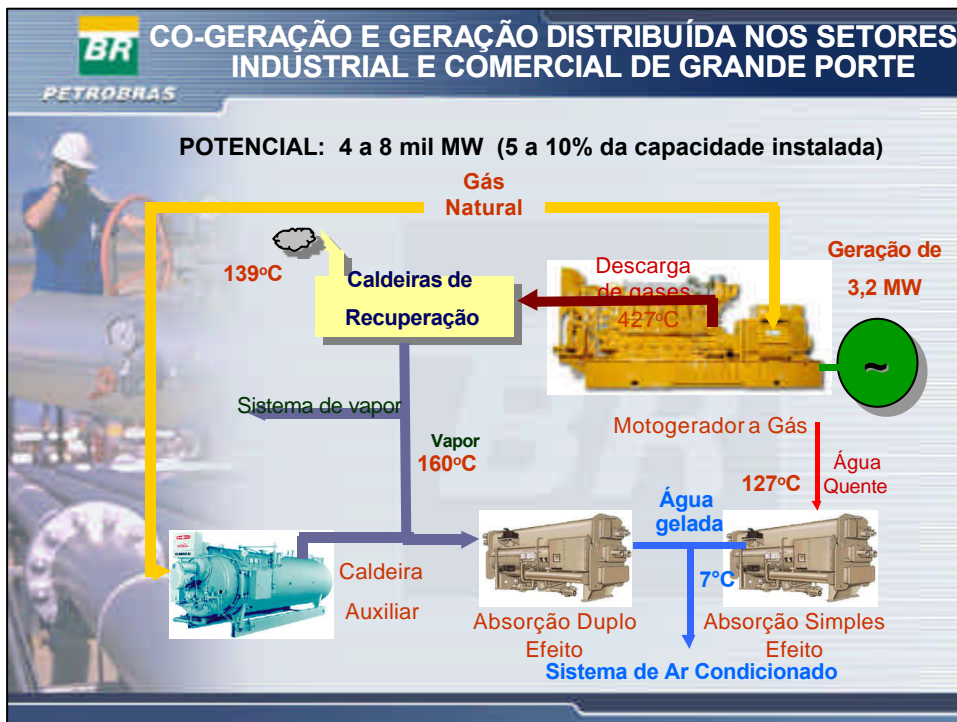 CO-GERAÇÃO E GERAÇÃO DISTRIBUÍDA NOS SETORES
INDUSTRIAL E COMERCIAL DE GRANDE PORTE
BR
PETROBRAS
POTENCIAL: 4 a 8 mil MW (5 a 10% da capacidade instalada)
Gás
Natural
139ºC
Caldeiras de
Recuperação
Descarga
de gases
427ºC
Geração de
3,2 MW
~
Sistema de vapor
Vapor
160ºC
Motogerador a Gás
127ºC
Água
Quente
Água
gelada
7°C
Caldeira
Auxiliar
Absorção Duplo
Efeito
Absorção Simples
Efeito
Sistema de Ar Condicionado